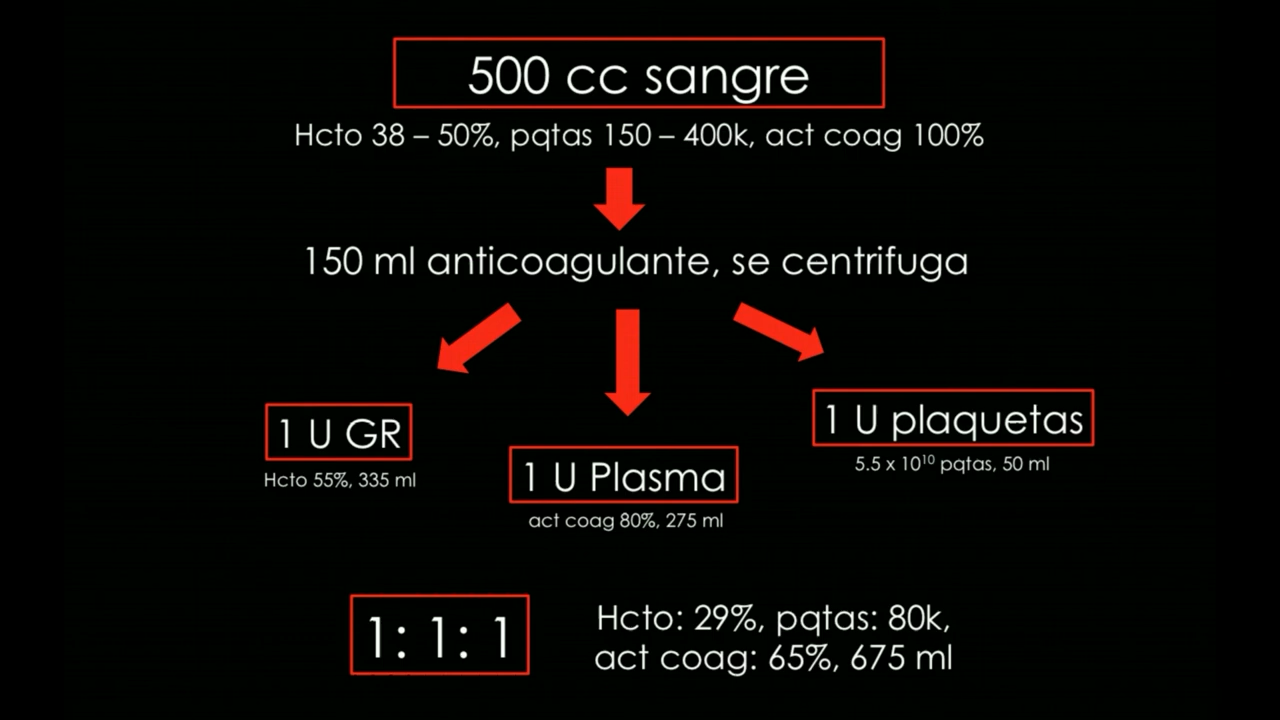 500 cc sangre
Hcto 38 – 50%, pqtas 150 – 400k, act coag 100%
150 ml anticoagulante, se centrifuga
1 U GR
Hcto 55%, 335 ml
1 U Plasma
act coag 80%, 275 ml
1 U plaquetas
5.5 x 10¹⁰ pqtas, 50 ml
1: 1: 1
Hcto: 29%, pqtas: 80k,
act coag: 65%, 675 ml